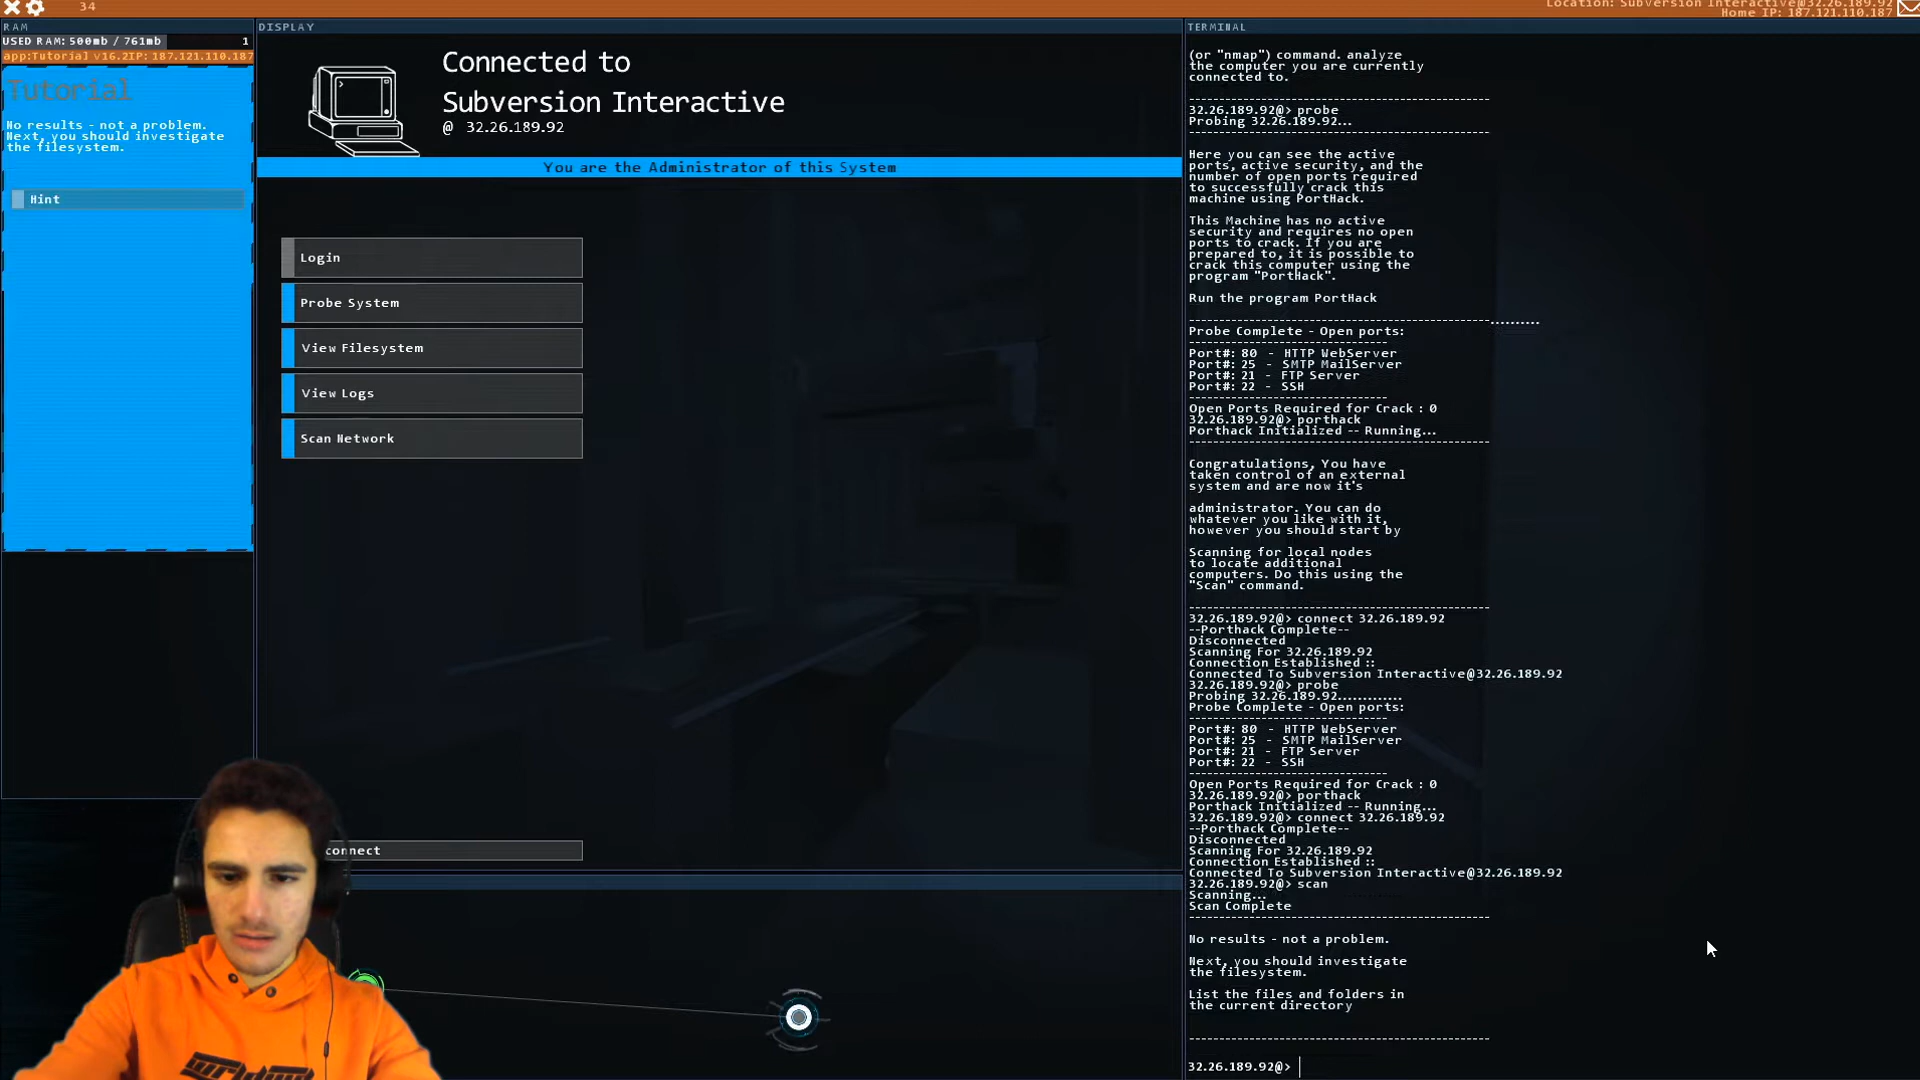 34
Location: Subversion Interactive@32.26.189.92
Home IP: 187.121.110.187
RAM
USED RAM: 500mb / 761mb
1
app:Tutorial v16.2IP: 187.121.110.187
Tutorial
No results - not a problem.
Next, you should investigate
the filesystem.
Hint
DISPLAY
Connected to
Subversion Interactive
@ 32.26.189.92
You are the Administrator of this System
Login
Probe System
View Filesystem
View Logs
Scan Network
connect
TERMINAL
(or "nmap") command. analyze
the computer you are currently
connected to.
---------------------------------------------
32.26.189.92@> probe
Probing 32.26.189.92...
---------------------------------------------
Here you can see the active
ports, active security, and the
number of open ports required
to successfully crack this
machine using PortHack.
This Machine has no active
security and requires no open
ports to crack. If you are
prepared to, it is possible to
crack this computer using the
program "PortHack".
Run the program PortHack
---------------------------------------------..........
Probe Complete - Open ports:
------------------------------
Port#: 80 - HTTP WebServer
Port#: 25 - SMTP MailServer
Port#: 21 - FTP Server
Port#: 22 - SSH
------------------------------
Open Ports Required for Crack : 0
32.26.189.92@> porthack
Porthack Initialized -- Running...
---------------------------------------------
Congratulations, You have
taken control of an external
system and are now it's
administrator. You can do
whatever you like with it,
however you should start by
Scanning for local nodes
to locate additional
computers. Do this using the
"Scan" command.
---------------------------------------------
32.26.189.92@> connect 32.26.189.92
--Porthack Complete--
Disconnected
Scanning For 32.26.189.92
Connection Established ::
Connected To Subversion Interactive@32.26.189.92
32.26.189.92@> probe
Probing 32.26.189.92.............
Probe Complete - Open ports:
------------------------------
Port#: 80 - HTTP WebServer
Port#: 25 - SMTP MailServer
Port#: 21 - FTP Server
Port#: 22 - SSH
------------------------------
Open Ports Required for Crack : 0
32.26.189.92@> porthack
Porthack Initialized -- Running...
32.26.189.92@> connect 32.26.189.92
--Porthack Complete--
Disconnected
Scanning For 32.26.189.92
Connection Established ::
Connected To Subversion Interactive@32.26.189.92
32.26.189.92@> scan
Scanning...
Scan Complete
---------------------------------------------
No results - not a problem.
Next, you should investigate
the filesystem.
List the files and folders in
the current directory
---------------------------------------------
32.26.189.92@>